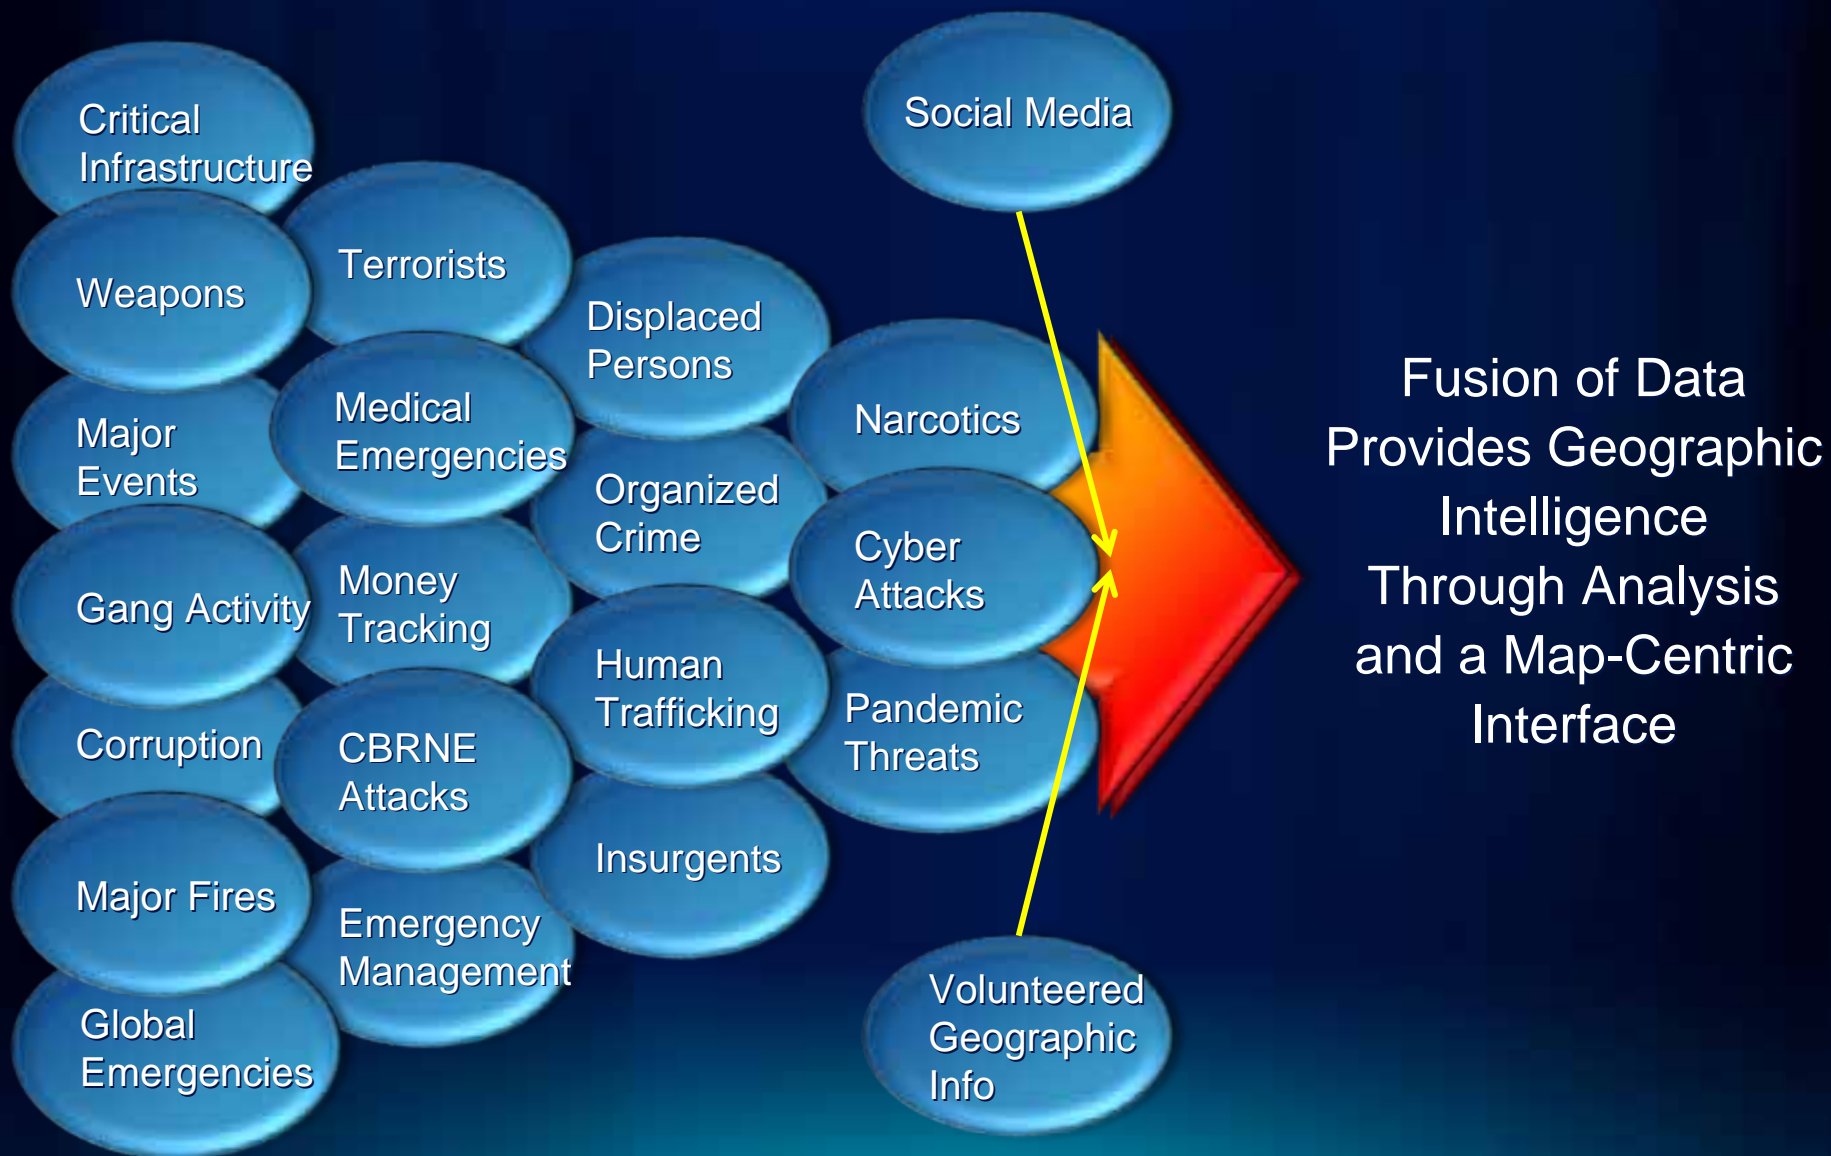 Critical
Infrastructure
Weapons
Major
Events
Gang Activity
Corruption
Major Fires
Global
Emergencies
Terrorists
Medical
Emergencies
Money
Tracking
CBRNE
Attacks
Emergency
Management
Displaced
Persons
Organized
Crime
Human
Trafficking
Insurgents
Narcotics
Cyber
Attacks
Pandemic
Threats
Social Media
Volunteered
Geographic
Info
Fusion of Data
Provides Geographic
Intelligence
Through Analysis
and a Map-Centric
Interface